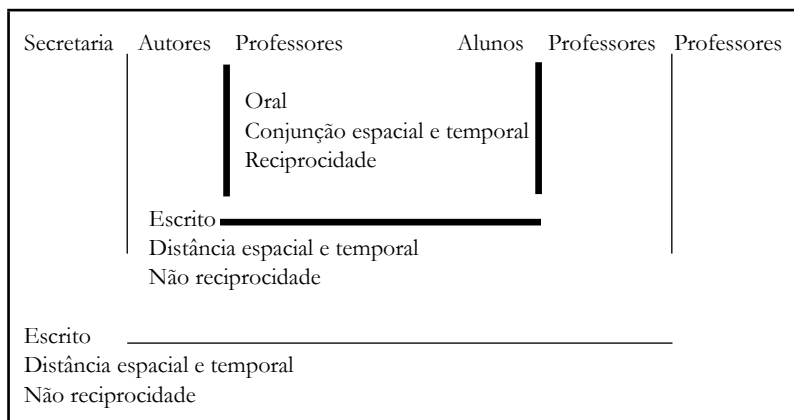 Secretaria Autores Professores Alunos Professores Professores
Oral
Conjunção espacial e temporal
Reciprocidade
Escrito
Distância espacial e temporal
Não reciprocidade
Escrito
Distância espacial e temporal
Não reciprocidade